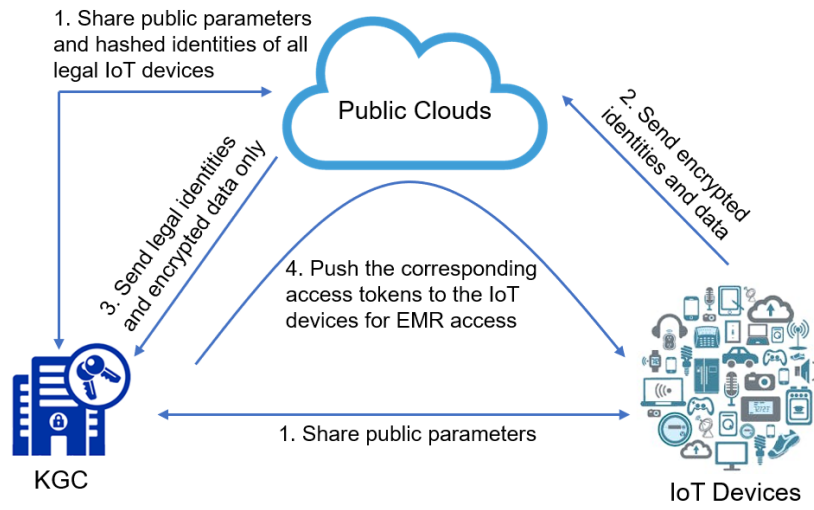 1. Share public parameters
and hashed identities of all
legal IoT devices
Public Clouds
2. Send encrypted
identities and data
3. Send legal identities
and encrypted data only
4. Push the corresponding
access tokens to the IoT
devices for EMR access
1. Share public parameters
KGC
IoT Devices